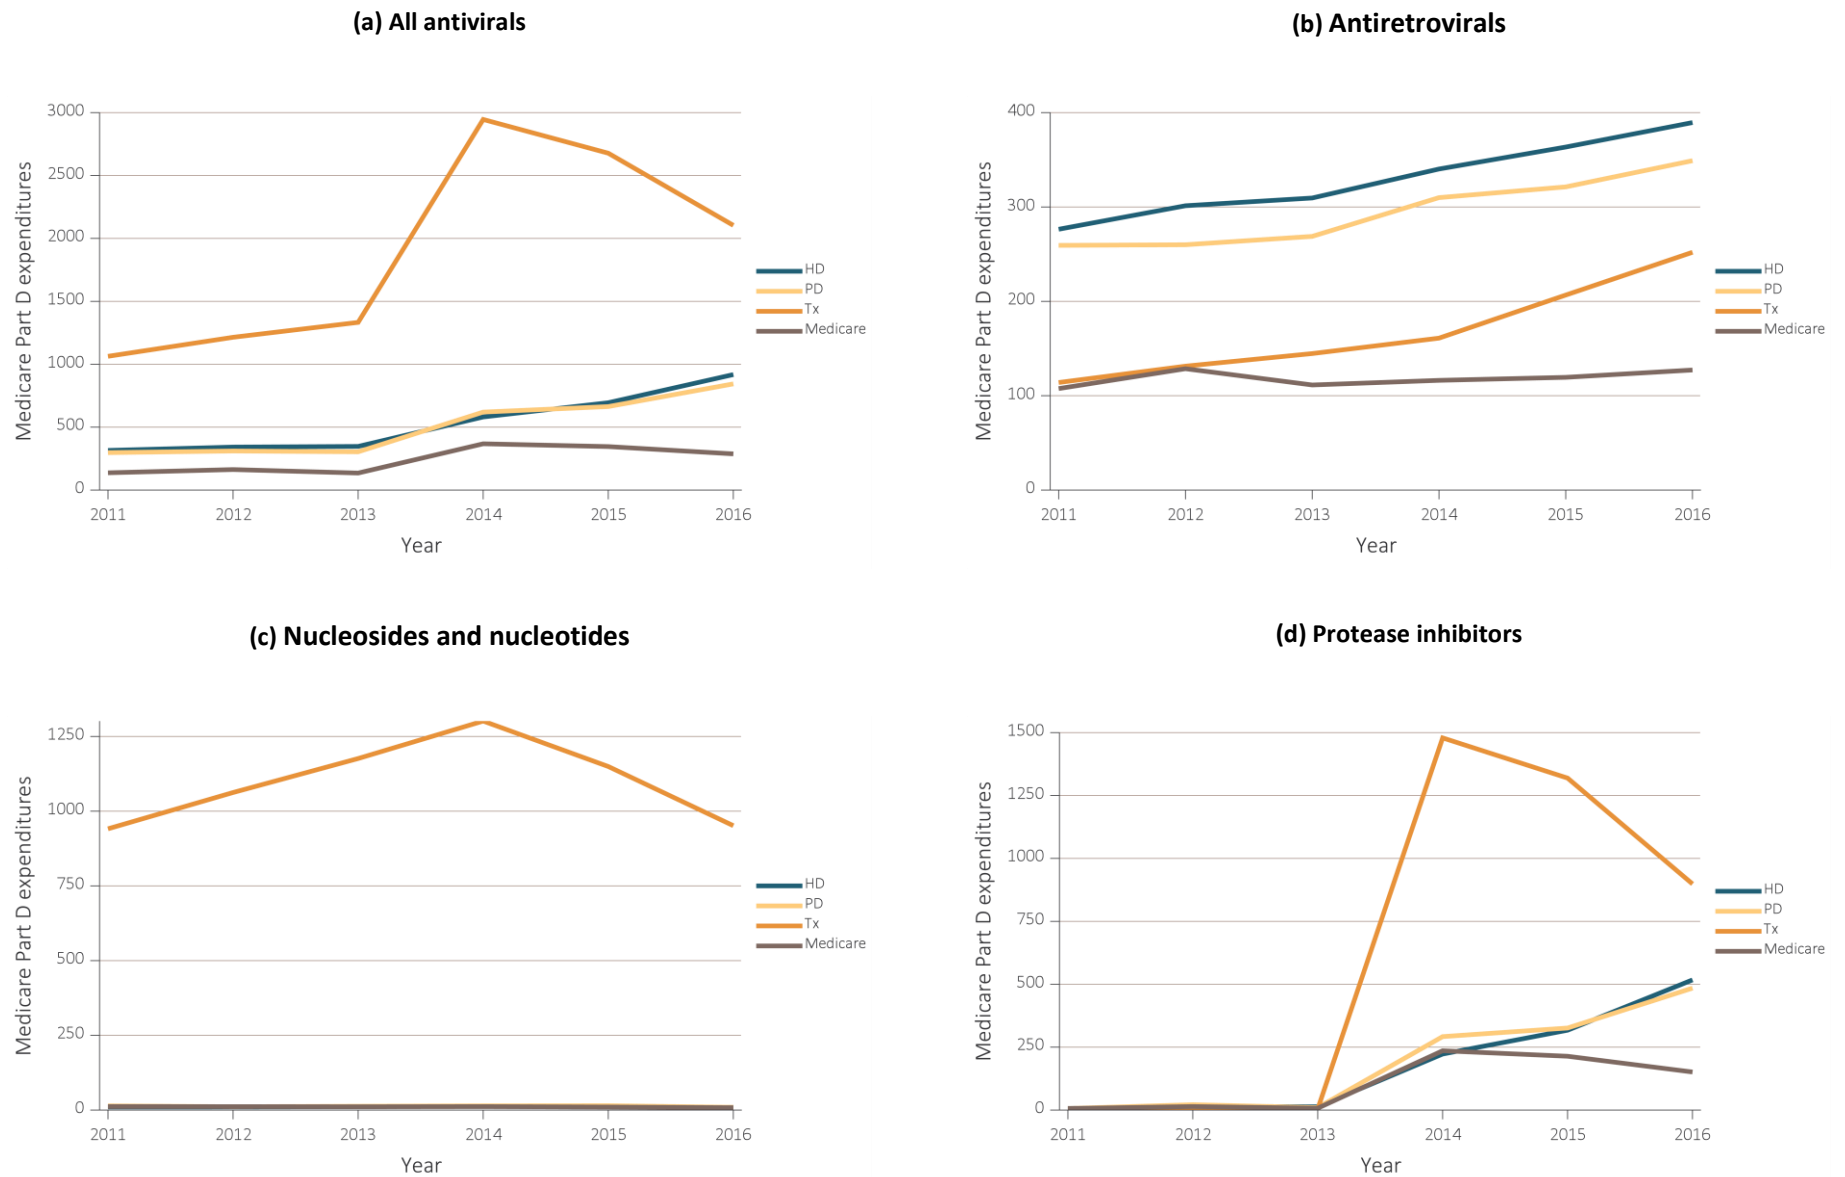 (a) All antivirals
3000
2500
2000
1500
1000
500
0
Medicare Part D expenditures
2011 2012 2013 2014 2015 2016
Year
HD
PD
Tx
Medicare
(b) Antiretrovirals
400
300
200
100
0
Medicare Part D expenditures
2011 2012 2013 2014 2015 2016
Year
HD
PD
Tx
Medicare
(c) Nucleosides and nucleotides
1250
1000
750
500
250
0
Medicare Part D expenditures
2011 2012 2013 2014 2015 2016
Year
HD
PD
Tx
Medicare
(d) Protease inhibitors
1500
1250
1000
750
500
250
0
Medicare Part D expenditures
2011 2012 2013 2014 2015 2016
Year
HD
PD
Tx
Medicare